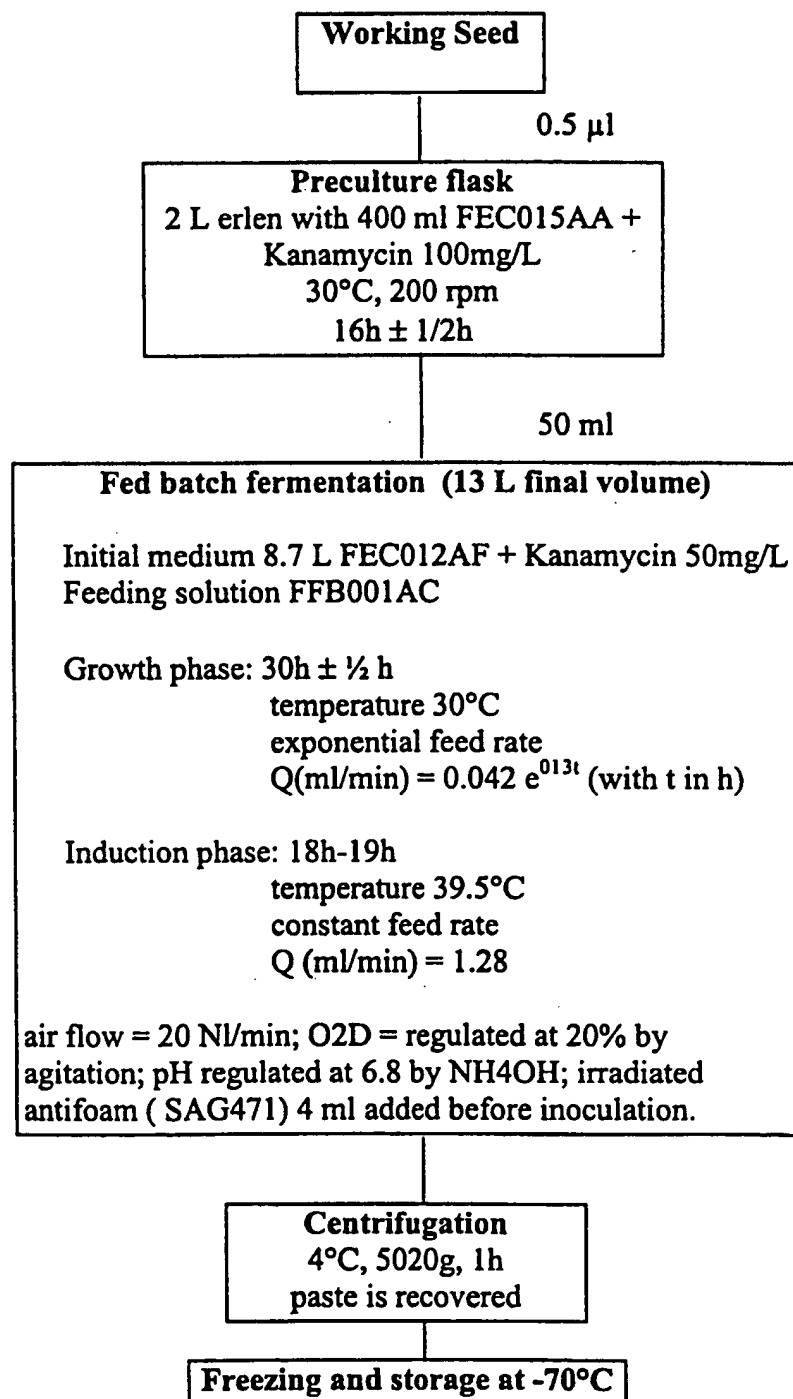 Working Seed
0.5 µl
Preculture flask
2 L erlen with 400 ml FEC015AA +
Kanamycin 100mg/L
30°C, 200 rpm
16h ± 1/2h
50 ml
Fed batch fermentation (13 L final volume)
Initial medium 8.7 L FEC012AF + Kanamycin 50mg/L
Feeding solution FFB001AC
Growth phase: 30h ± ½ h
temperature 30°C
exponential feed rate
Q(ml/min) = 0.042 e^013t (with t in h)
Induction phase: 18h-19h
temperature 39.5°C
constant feed rate
Q (ml/min) = 1.28
air flow = 20 Nl/min; O2D = regulated at 20% by
agitation; pH regulated at 6.8 by NH4OH; irradiated
antifoam ( SAG471) 4 ml added before inoculation.
Centrifugation
4°C, 5020g, 1h
paste is recovered
Freezing and storage at -70°C